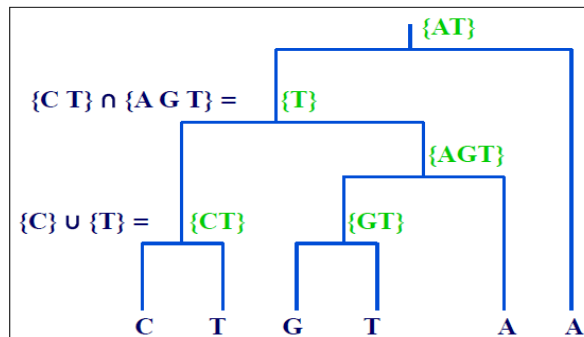 {AT}
{C T} ∩ {A G T} = {T}
{AGT}
{C} ∪ {T} = {CT} {GT}
C T G T A A